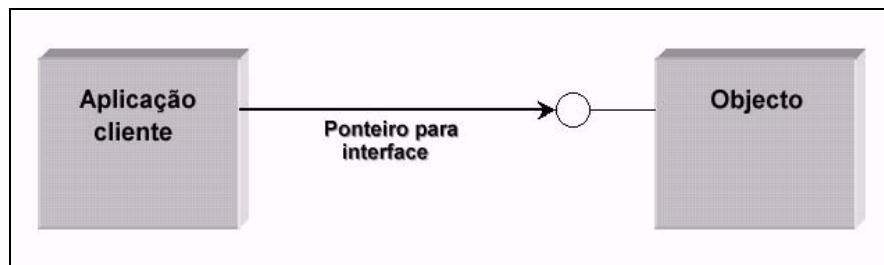 Aplicação
cliente
Ponteiro para
interface
Objecto